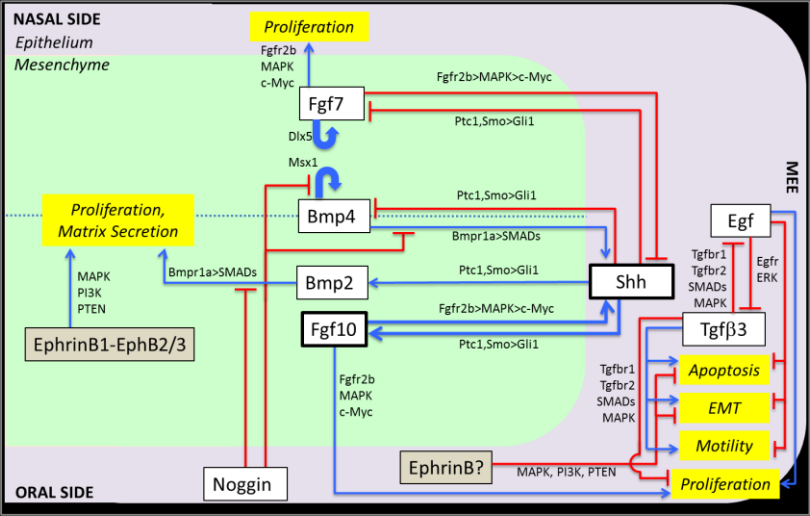 NASAL SIDE
Epithelium
Mesenchyme
Proliferation
Fgfr2b
MAPK
c-Myc
Fgf7
Fgfr2b>MAPK>c-Myc
Ptc1,Smo>Gli1
Dlx5
Msx1
MEE
Proliferation,
Matrix Secretion
Bmp4
Ptc1,Smo>Gli1
Bmpr1a>SMADs
Egf
Bmpr1a>SMADs
Bmp2
Ptc1,Smo>Gli1
Shh
Tgfbr1
Tgfbr2
SMADs
MAPK
Egfr
ERK
MAPK
PI3K
PTEN
Fgfr2b>MAPK>c-Myc
Fgf10
Ptc1,Smo>Gli1
Tgfβ3
EphrinB1-EphB2/3
Fgfr2b
MAPK
c-Myc
Tgfbr1
Tgfbr2
SMADs
MAPK
Apoptosis
EMT
Motility
EphrinB?
MAPK, PI3K, PTEN
Proliferation
Noggin
ORAL SIDE